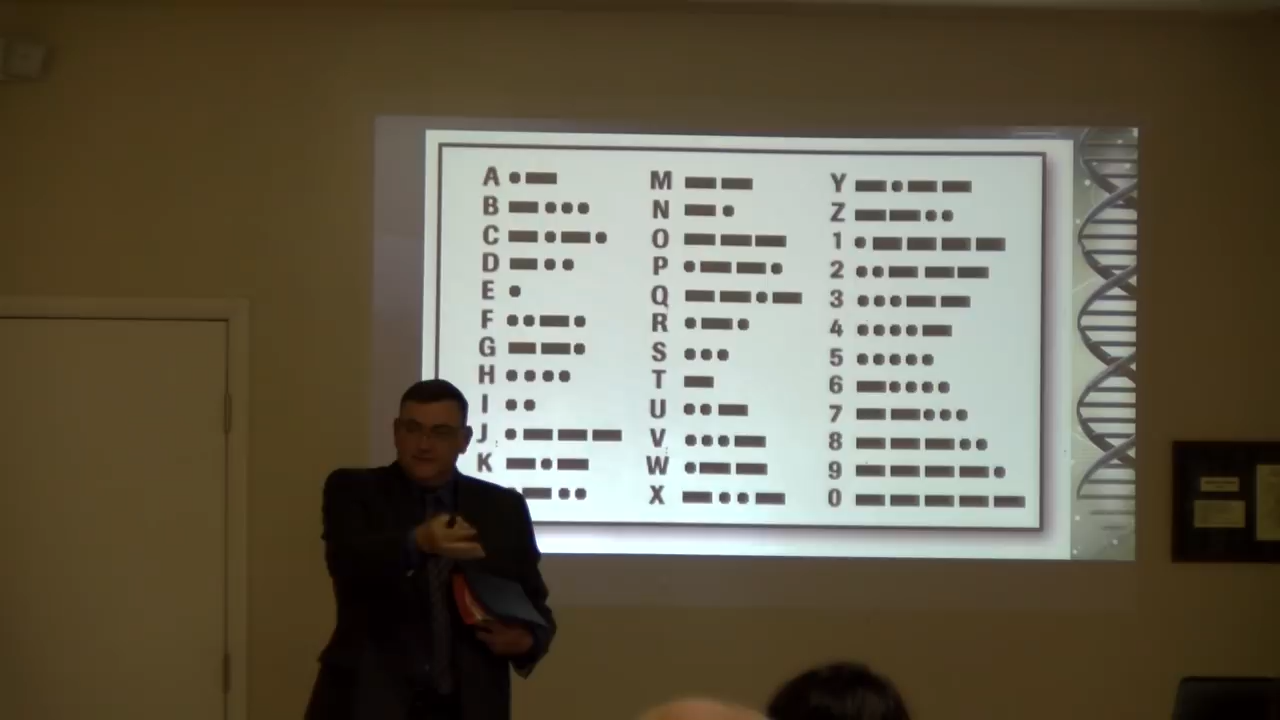 A •–
B –•••
C –•–•
D –••
E •
F ••–•
G ––•
H ••••
I ••
J •–––
K –•–
•–••
M ––
N –•
O –––
P •––•
Q ––•–
R •–•
S •••
T –
U ••–
V •••–
W •––
X –••–
Y –•––
Z ––••
1 •––––
2 ••–––
3 •••––
4 ••••–
5 •••••
6 –••••
7 ––•••
8 –––••
9 ––––•
0 –––––